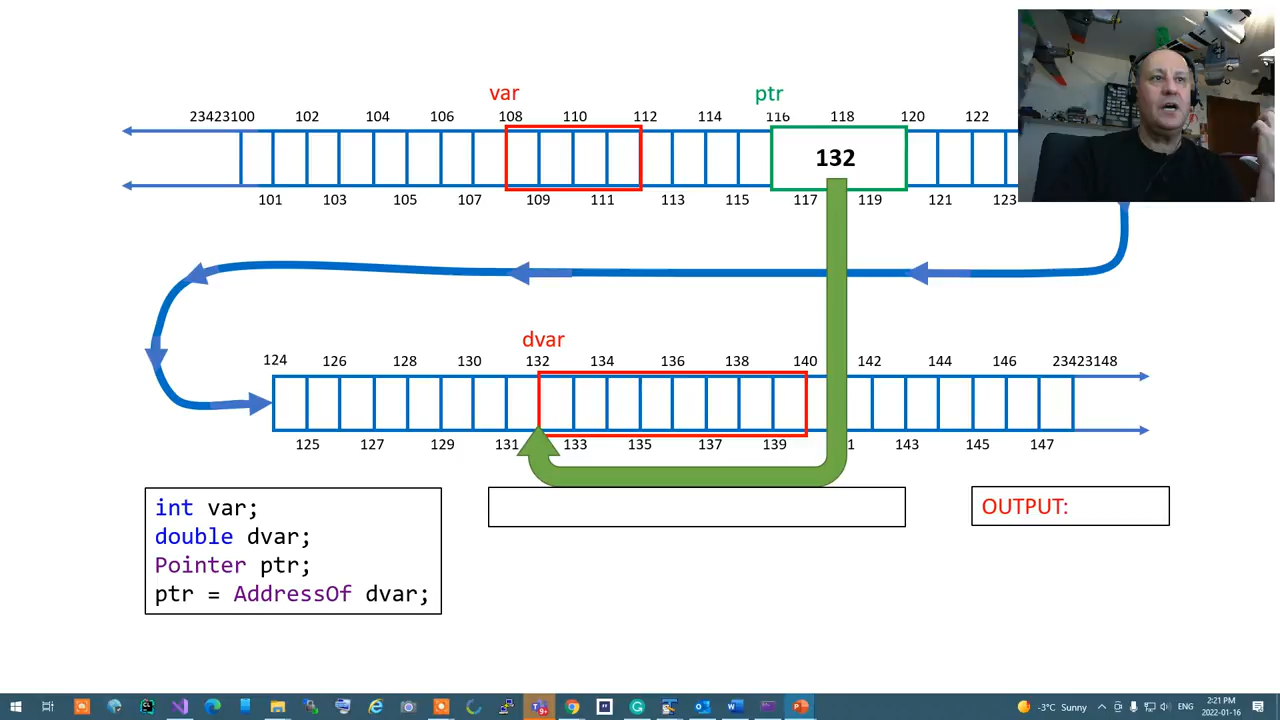 var
ptr
23423100 102 104 106 108 110 112 114 116 118 120 122
132
101 103 105 107 109 111 113 115 117 119 121 123
dvar
124 126 128 130 132 134 136 138 140 142 144 146 23423148
125 127 129 131 133 135 137 139 1 143 145 147
int var;
double dvar;
Pointer ptr;
ptr = AddressOf dvar;
OUTPUT:
-3°C Sunny
2:21 PM
2022-01-16